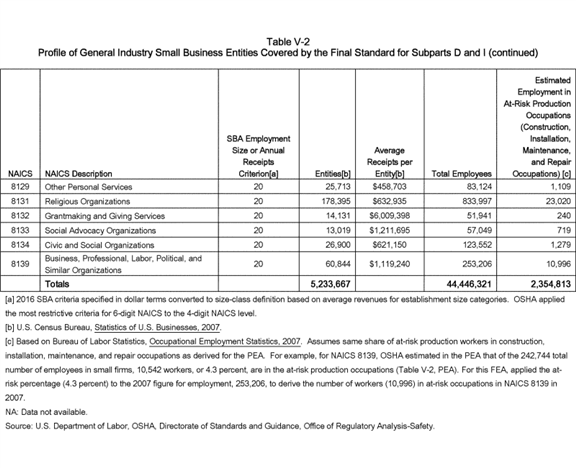 Table V-2
Profile of General Industry Small Business Entities Covered by the Final Standard for Subparts D and I (continued)
NAICS NAICS Description SBA Employment Size or Annual Receipts Criterion[a] Entities[b] Average Receipts per Entity[b] Total Employees Estimated Employment in At-Risk Production Occupations (Construction, Installation, Maintenance, and Repair Occupations) [c]
8129 Other Personal Services 20 25,713 $458,703 83,124 1,109
8131 Religious Organizations 20 178,395 $632,935 833,997 23,020
8132 Grantmaking and Giving Services 20 14,131 $6,009,398 51,941 240
8133 Social Advocacy Organizations 20 13,019 $1,211,695 57,049 719
8134 Civic and Social Organizations 20 26,900 $621,150 123,552 1,279
8139 Business, Professional, Labor, Political, and Similar Organizations 20 60,844 $1,119,240 253,206 10,996
Totals 5,233,667 44,446,321 2,354,813
[a] 2016 SBA criteria specified in dollar terms converted to size-class definition based on average revenues for establishment size categories. OSHA applied
the most restrictive criteria for 6-digit NAICS to the 4-digit NAICS level.
[b] U.S. Census Bureau, Statistics of U.S. Businesses, 2007.
[c] Based on Bureau of Labor Statistics, Occupational Employment Statistics, 2007. Assumes same share of at-risk production workers in construction,
installation, maintenance, and repair occupations as derived for the PEA. For example, for NAICS 8139, OSHA estimated in the PEA that of the 242,744 total
number of employees in small firms, 10,542 workers, or 4.3 percent, are in the at-risk production occupations (Table V-2, PEA). For this FEA, applied the at-
risk percentage (4.3 percent) to the 2007 figure for employment, 253,206, to derive the number of workers (10,996) in at-risk occupations in NAICS 8139 in
2007.
NA: Data not available.
Source: U.S. Department of Labor, OSHA, Directorate of Standards and Guidance, Office of Regulatory Analysis-Safety.